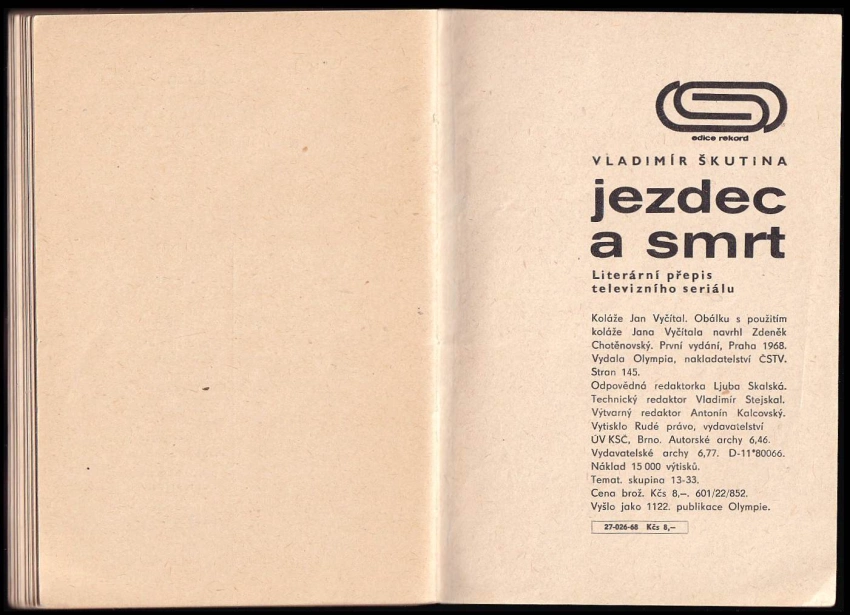 edice rekord
VLADIMÍR ŠKUTINA
jezdec
a smrt
Literární přepis
televizního seriálu
Koláže Jan Vyčítal. Obálku s použitím
koláže Jana Vyčítala navrhl Zdeněk
Chotěnovský. První vydání, Praha 1968.
Vydala Olympia, nakladatelství ČSTV.
Stran 145.
Odpovědná redaktorka Ljuba Skalská.
Technický redaktor Vladimír Stejskal.
Výtvarný redaktor Antonín Kalcovský.
Vytisklo Rudé právo, vydavatelství
ÚV KSČ, Brno. Autorské archy 6,46.
Vydavatelské archy 6,77. D-11*80066.
Náklad 15 000 výtisků.
Temat. skupina 13-33.
Cena brož. Kčs 8,–. 601/22/852.
Vyšlo jako 1122. publikace Olympie.
27-026-68 Kčs 8,–